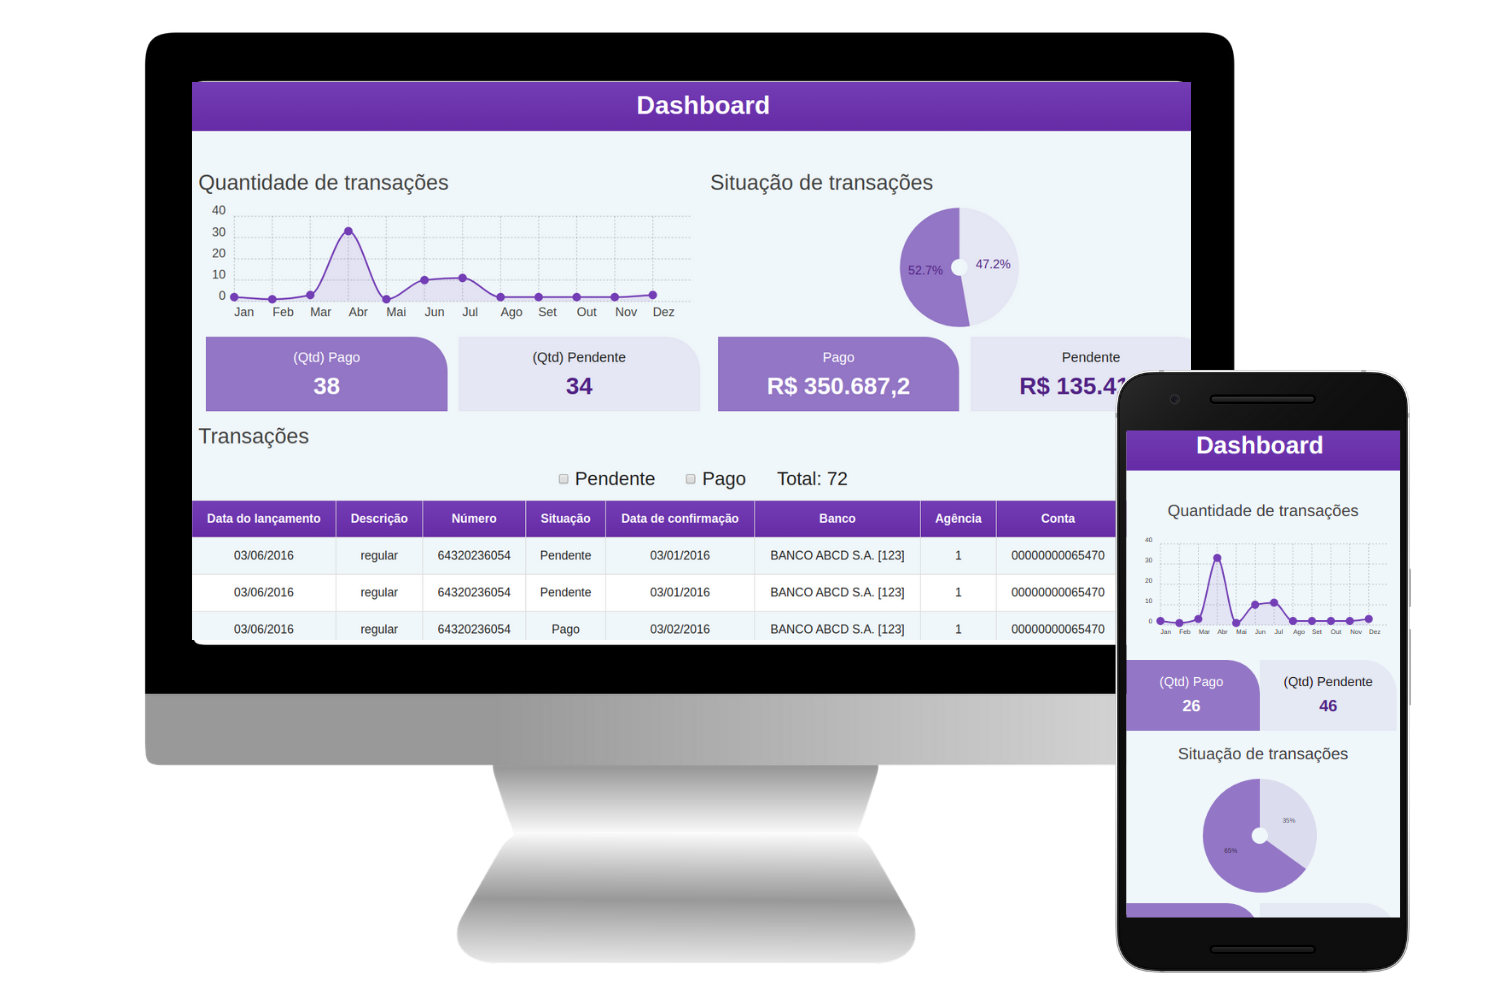 Dashboard
Quantidade de transações
40
30
20
10
0
Jan Feb Mar Abr Mai Jun Jul Ago Set Out Nov Dez
(Qtd) Pago
38
(Qtd) Pendente
34
Situação de transações
52.7%
47.2%
Pago
R$ 350.687,2
Pendente
R$ 135.41
Transações
Pendente Pago Total: 72
Data do lançamento Descrição Número Situação Data de confirmação Banco Agência Conta
03/06/2016 regular 64320236054 Pendente 03/01/2016 BANCO ABCD S.A. [123] 1 00000000065470
03/06/2016 regular 64320236054 Pendente 03/01/2016 BANCO ABCD S.A. [123] 1 00000000065470
03/06/2016 regular 64320236054 Pago 03/02/2016 BANCO ABCD S.A. [123] 1 00000000065470
Dashboard
Quantidade de transações
40
30
20
10
0
Jan Feb Mar Abr Mai Jun Jul Ago Set Out Nov Dez
(Qtd) Pago
26
(Qtd) Pendente
46
Situação de transações
35%
65%